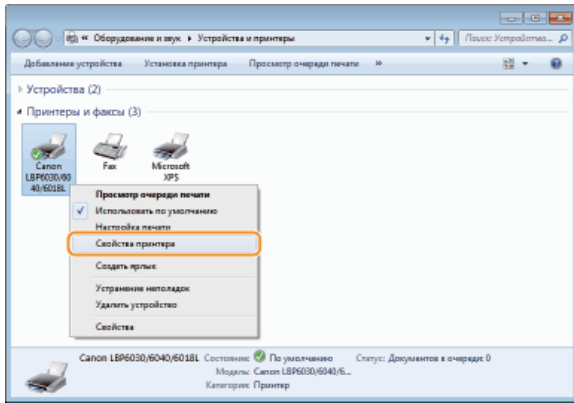 « Оборудование и звук ▸ Устройства и принтеры
Поиск: Устройства...
Добавление устройства Установка принтера Просмотр очереди печати »
Устройства (2)
Принтеры и факсы (3)
Canon
LBP6030/60
40/6018L
Fax
Microsoft
XPS
Просмотр очереди печати
Использовать по умолчанию
Настройка печати
Свойства принтера
Создать ярлык
Устранение неполадок
Удалить устройство
Свойства
Canon LBP6030/6040/6018L Состояние: По умолчанию Статус: Документов в очереди: 0
Модель: Canon LBP6030/6040/6...
Категория: Принтер